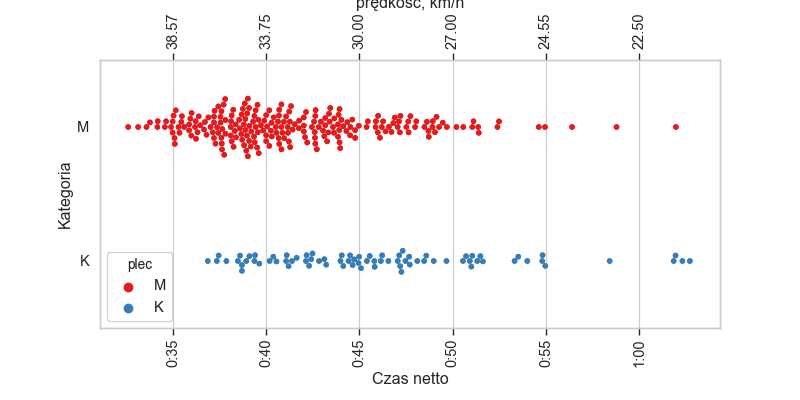 prędkość, km/h
38.57 33.75 30.00 27.00 24.55 22.50
Kategoria
M
K
plec
M
K
0:35 0:40 0:45 0:50 0:55 1:00
Czas netto